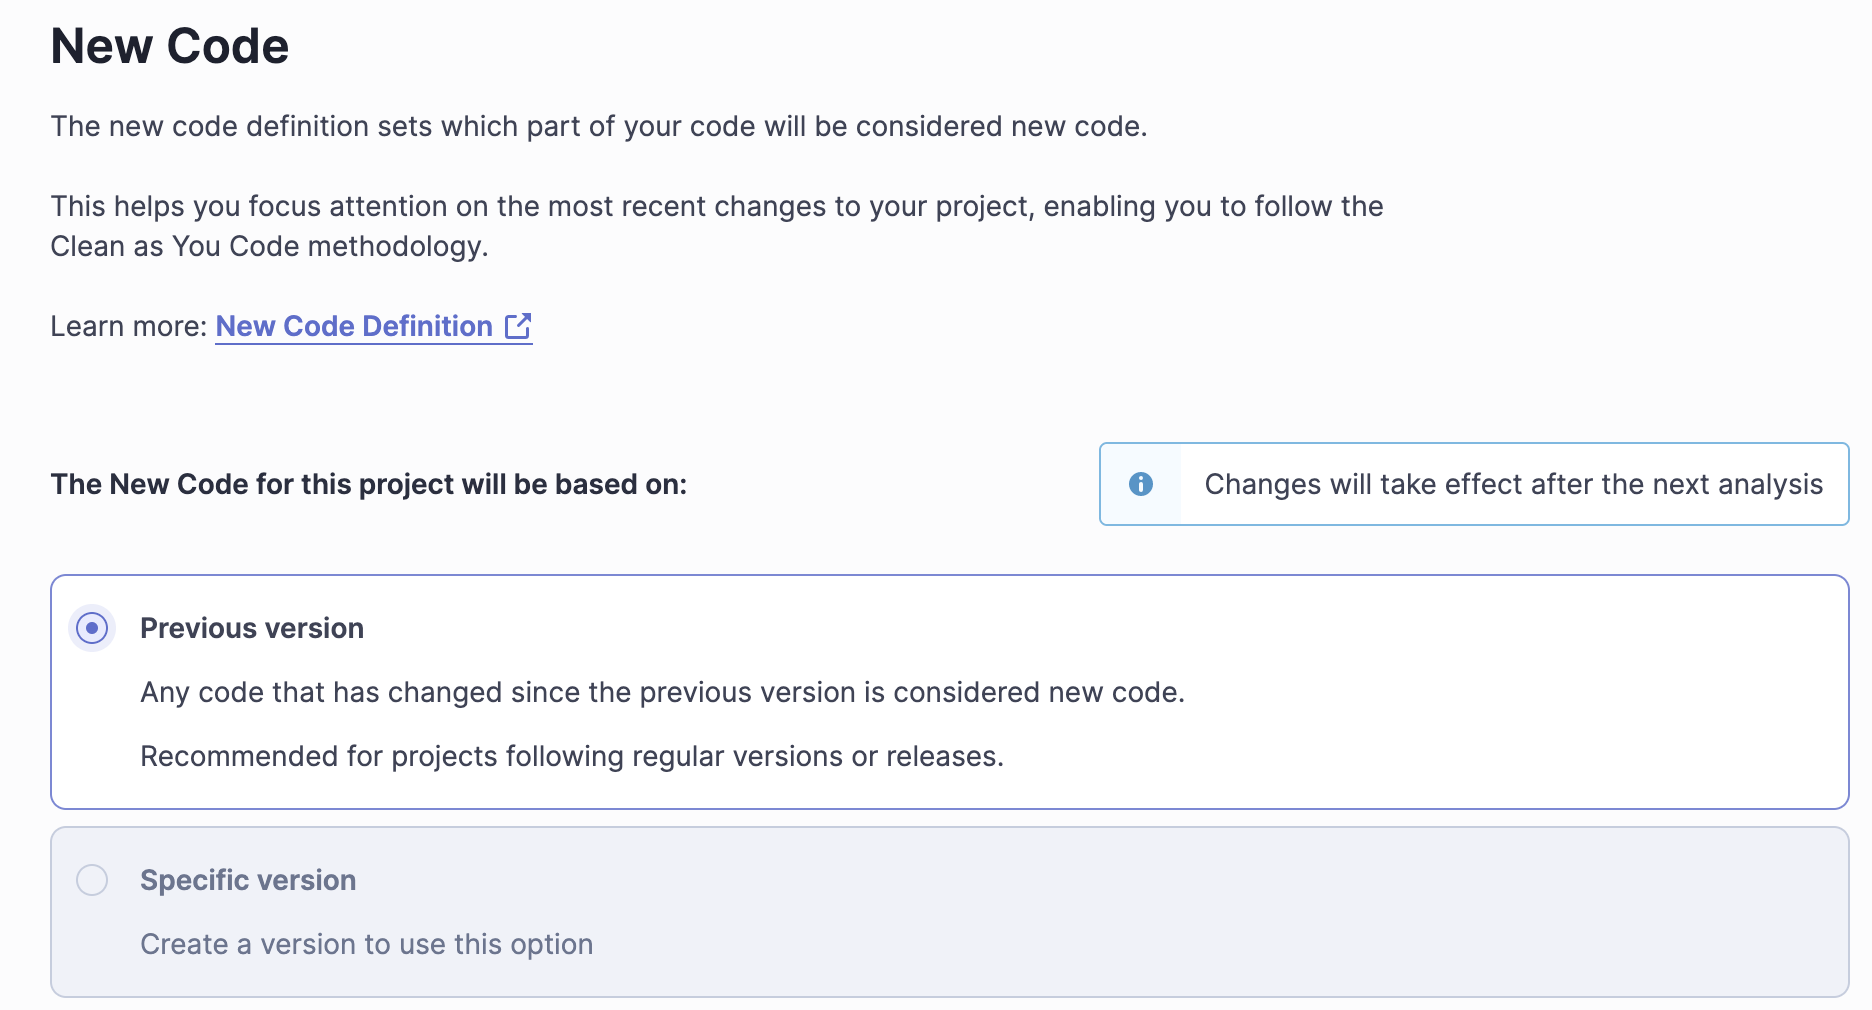 New Code
The new code definition sets which part of your code will be considered new code.
This helps you focus attention on the most recent changes to your project, enabling you to follow the
Clean as You Code methodology.
Learn more: New Code Definition
The New Code for this project will be based on:
Changes will take effect after the next analysis
Previous version
Any code that has changed since the previous version is considered new code.
Recommended for projects following regular versions or releases.
Specific version
Create a version to use this option